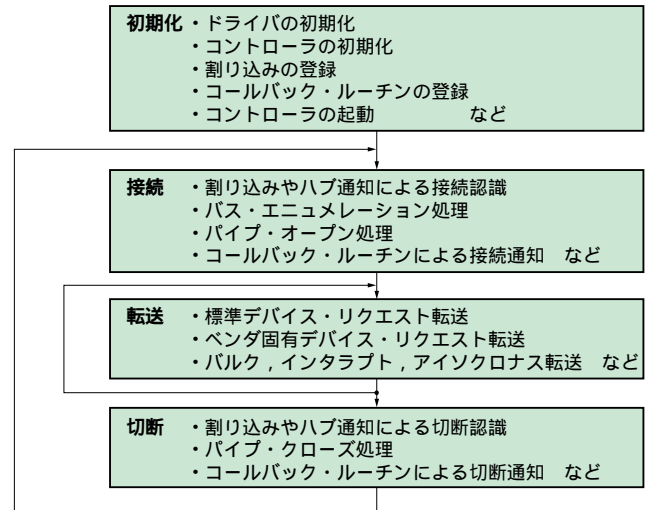 初期化 ・ドライバの初期化
・コントローラの初期化
・割り込みの登録
・コールバック・ルーチンの登録
・コントローラの起動 など
接続 ・割り込みやハブ通知による接続認識
・バス・エニュメレーション処理
・パイプ・オープン処理
・コールバック・ルーチンによる接続通知 など
転送 ・標準デバイス・リクエスト転送
・ベンダ固有デバイス・リクエスト転送
・バルク，インタラプト，アイソクロナス転送 など
切断 ・割り込みやハブ通知による切断認識
・パイプ・クローズ処理
・コールバック・ルーチンによる切断通知 など